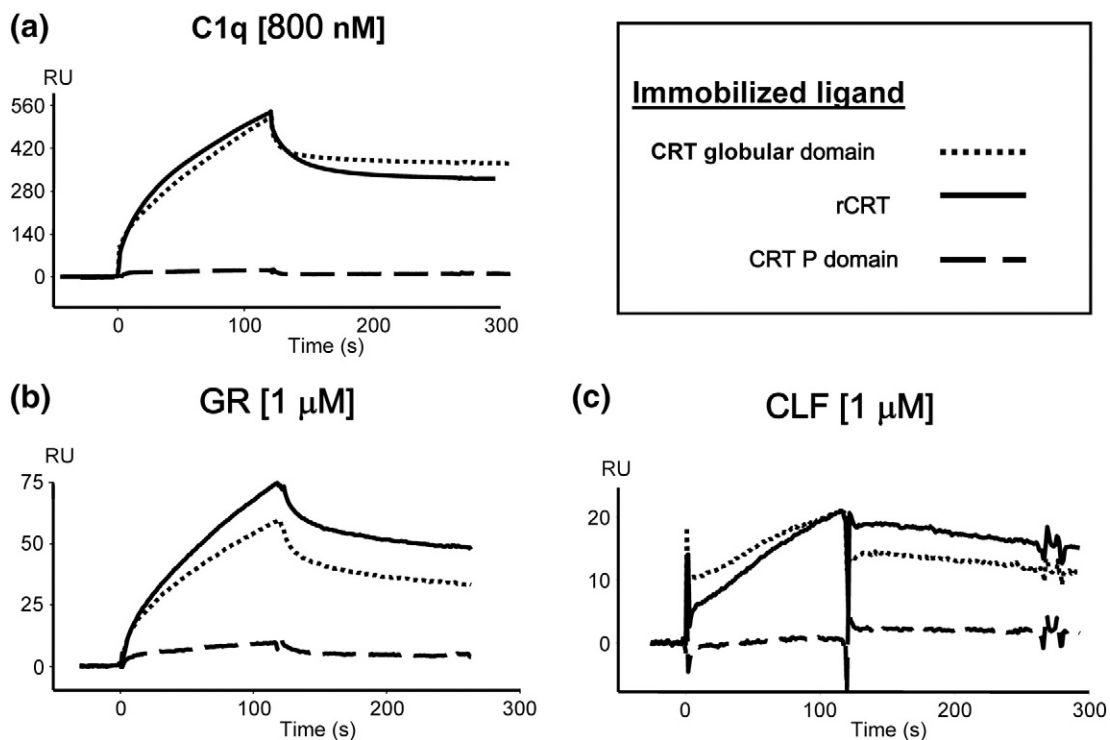 (a)
C1q [800 nM]
RU
560
420
280
140
0
0 100 200 300
Time (s)
Immobilized ligand
CRT globular domain
rCRT
CRT P domain
(b)
GR [1 μM]
RU
75
50
25
0
0 100 200 300
Time (s)
(c)
CLF [1 μM]
RU
20
10
0
0 100 200 300
Time (s)